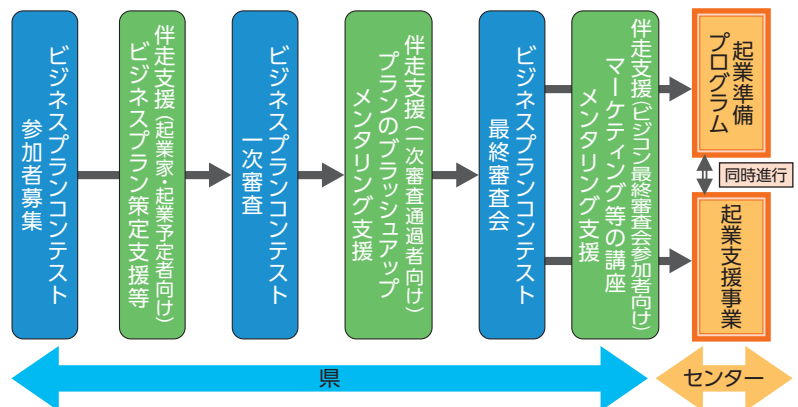 ビジネスプランコンテスト
参加者募集
伴走支援(起業家・起業予定者向け)
ビジネスプラン策定支援等
ビジネスプランコンテスト
一次審査
伴走支援(一次審査通過者向け)
プランのブラッシュアップ
メンタリング支援
ビジネスプランコンテスト
最終審査会
伴走支援(ビジコン最終審査会参加者向け)
マーケティング等の講座
メンタリング支援
起業準備
プログラム
同時進行
起業支援事業
県
センター